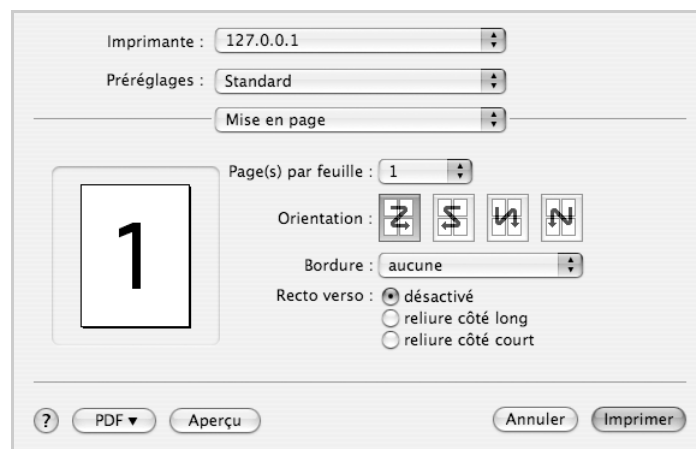 Imprimante : 127.0.0.1
Préréglages : Standard
Mise en page
Page(s) par feuille : 1
1
Orientation :
Bordure : aucune
Recto verso : désactivé
reliure côté long
reliure côté court
? PDF ▼ Aperçu Annuler Imprimer